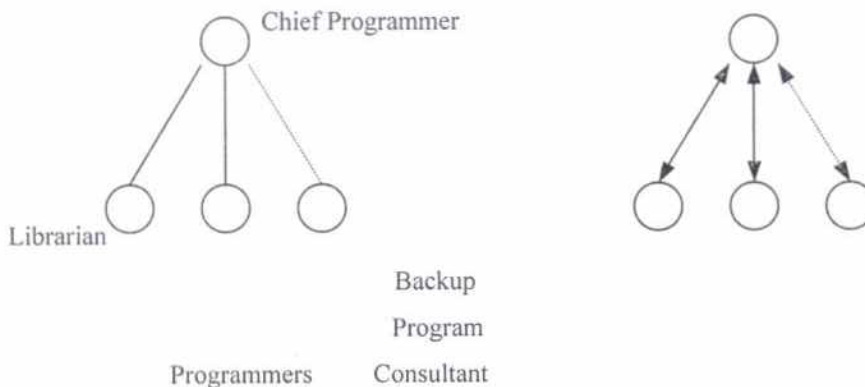 Chief Programmer
Librarian
Backup
Program
Programmers Consultant